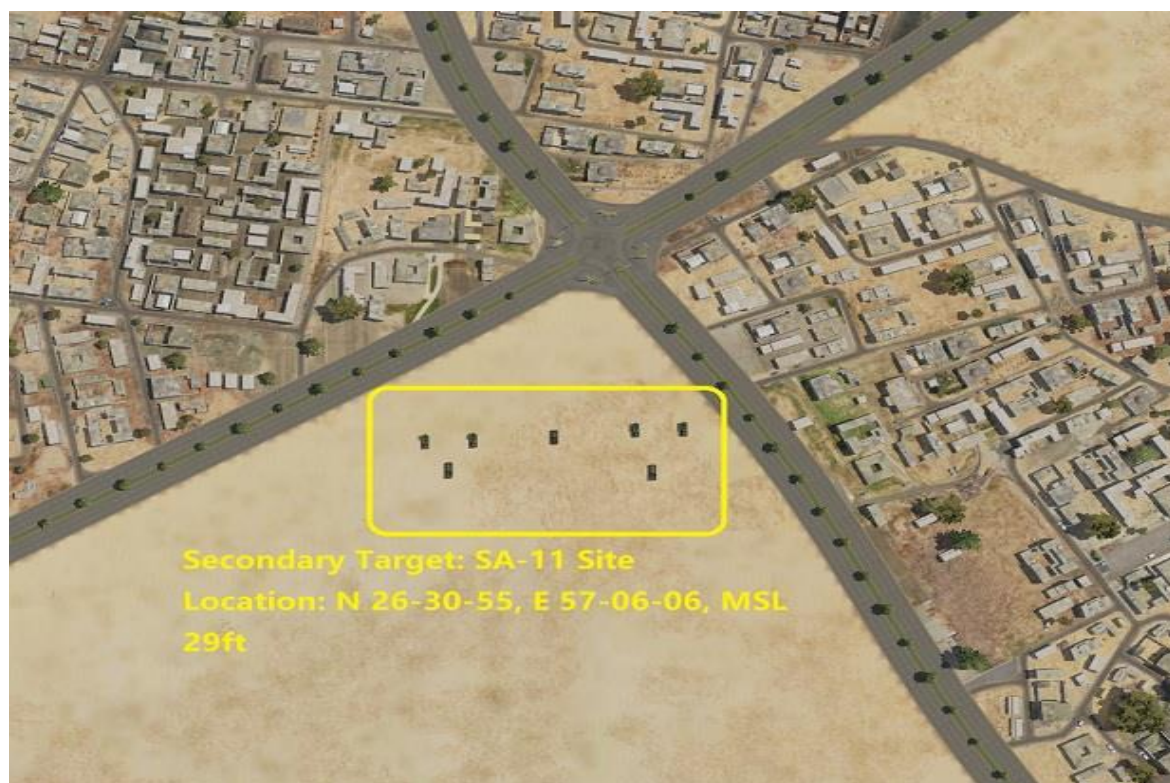 Secondary Target: SA-11 Site
Location: N 26-30-55, E 57-06-06, MSL
29ft